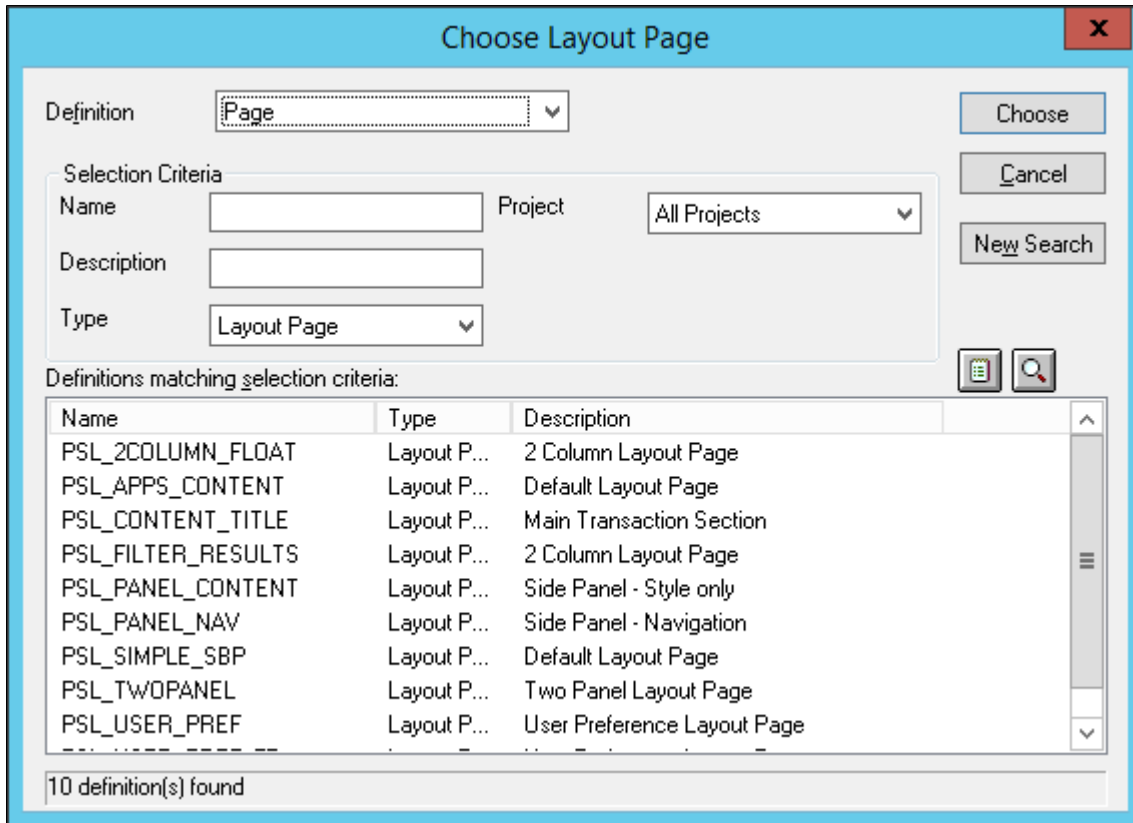 Choose Layout Page
x
Definition Page Choose
Selection Criteria
Cancel
Name Project All Projects
New Search
Description
Type Layout Page
Definitions matching selection criteria:
Name Type Description
PSL_2COLUMN_FLOAT Layout P... 2 Column Layout Page
PSL_APPS_CONTENT Layout P... Default Layout Page
PSL_CONTENT_TITLE Layout P... Main Transaction Section
PSL_FILTER_RESULTS Layout P... 2 Column Layout Page
PSL_PANEL_CONTENT Layout P... Side Panel - Style only
PSL_PANEL_NAV Layout P... Side Panel - Navigation
PSL_SIMPLE_SBP Layout P... Default Layout Page
PSL_TWOPANEL Layout P... Two Panel Layout Page
PSL_USER_PREF Layout P... User Preference Layout Page
10 definition(s) found